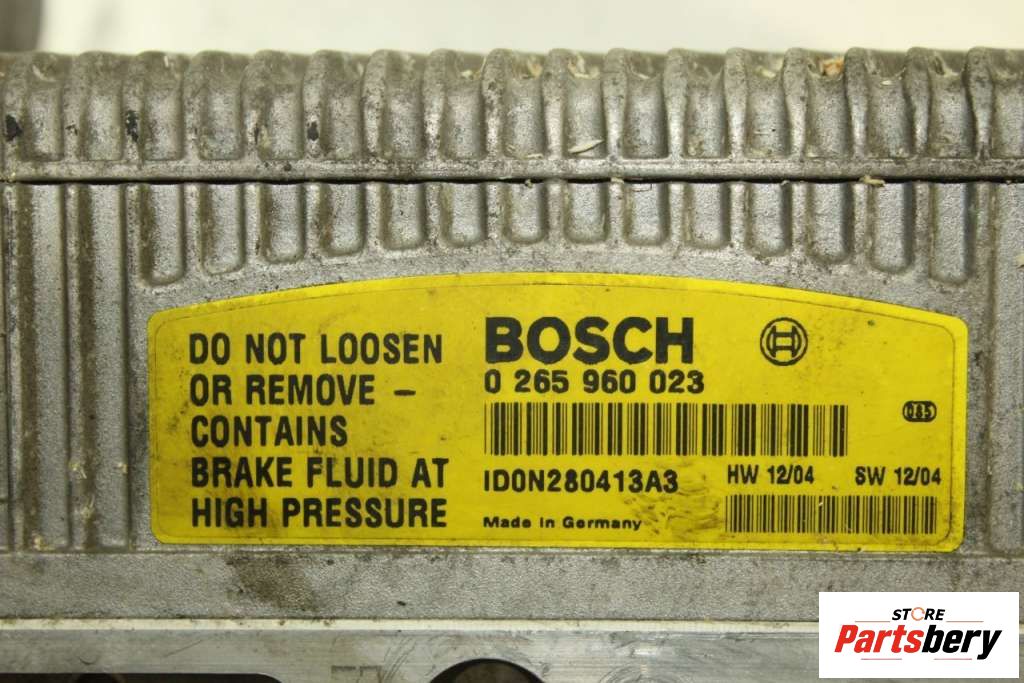 DO NOT LOOSEN
OR REMOVE –
CONTAINS
BRAKE FLUID AT
HIGH PRESSURE
BOSCH
0 265 960 023
085
ID0N280413A3
HW 12/04 SW 12/04
Made in Germany
STORE
Partsbery